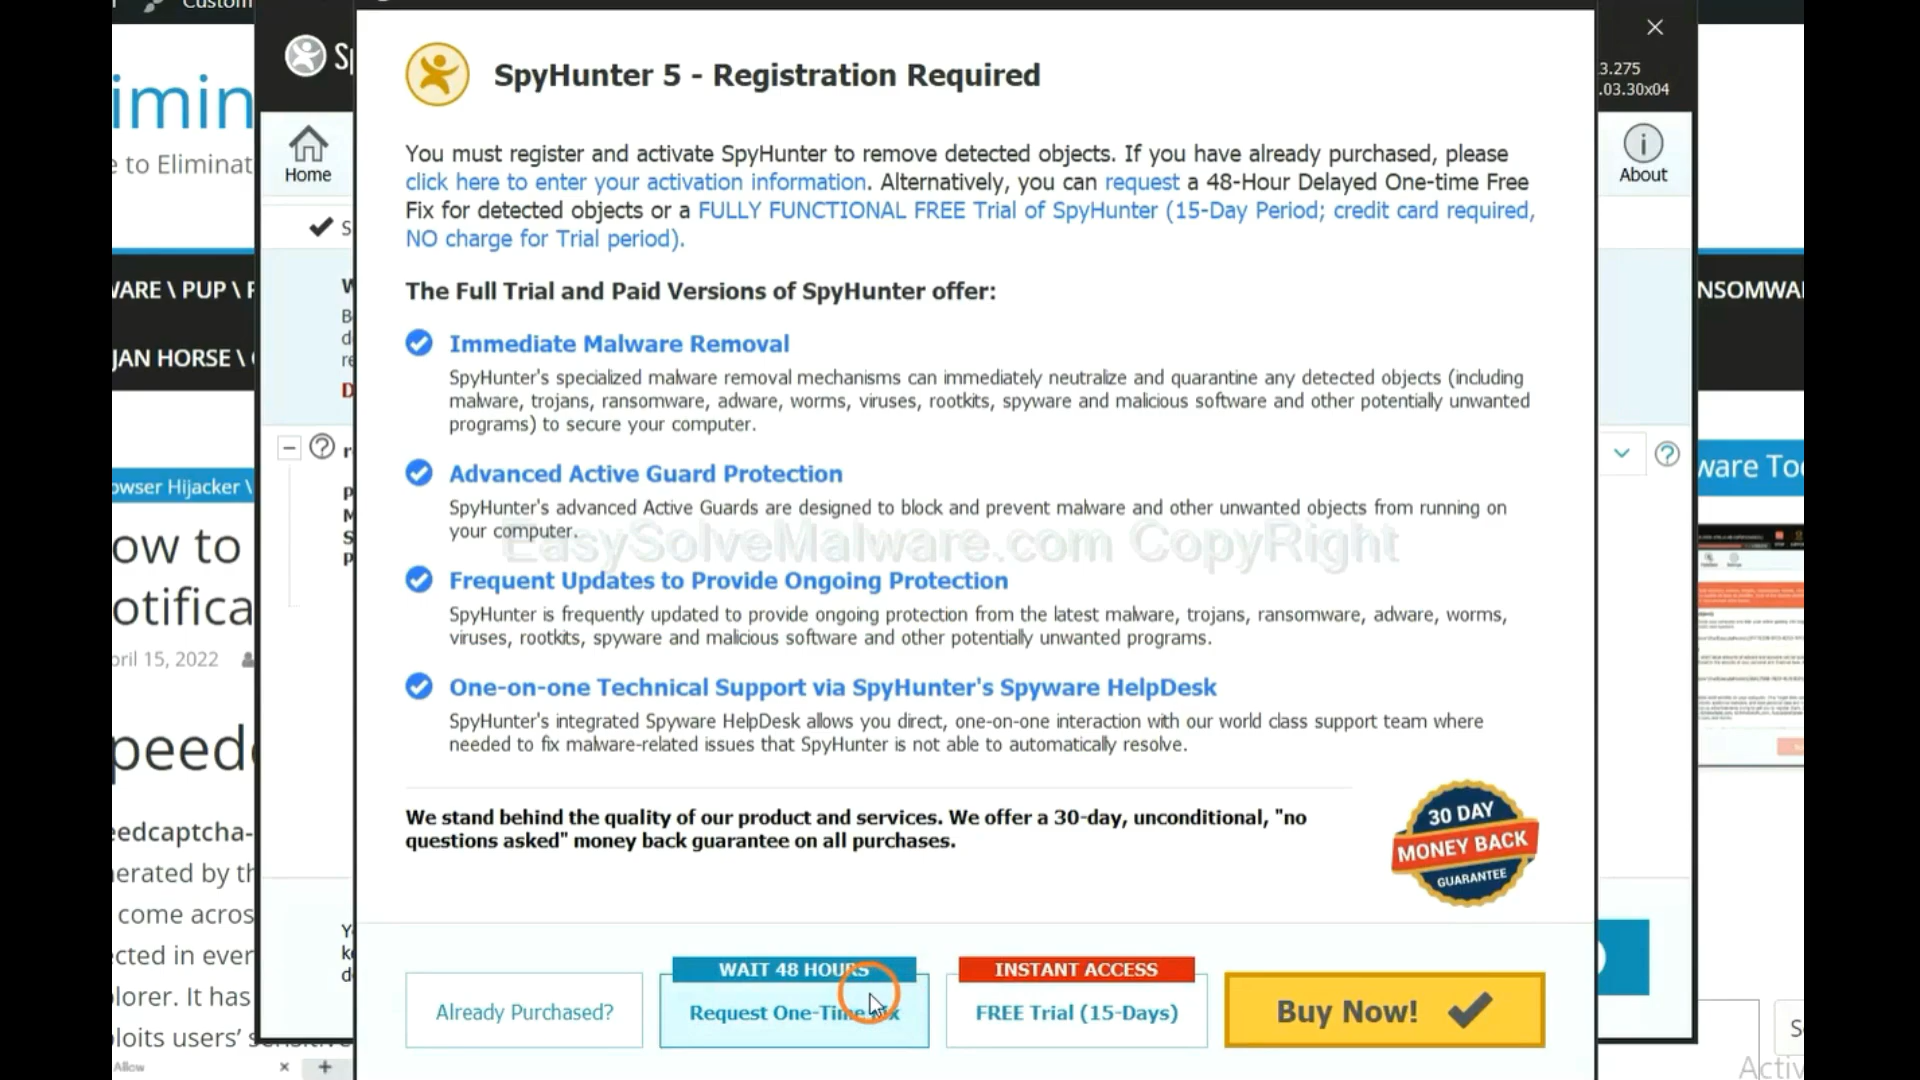 Custom
Sp
SpyHunter 5 - Registration Required
3.275
.03.30x04
imin
e to Eliminat
Home
About
You must register and activate SpyHunter to remove detected objects. If you have already purchased, please
click here to enter your activation information. Alternatively, you can request a 48-Hour Delayed One-time Free
Fix for detected objects or a FULLY FUNCTIONAL FREE Trial of SpyHunter (15-Day Period; credit card required,
NO charge for Trial period).
S
WARE \ PUP \
NSOMWA
JAN HORSE \
The Full Trial and Paid Versions of SpyHunter offer:
Immediate Malware Removal
SpyHunter's specialized malware removal mechanisms can immediately neutralize and quarantine any detected objects (including
malware, trojans, ransomware, adware, worms, viruses, rootkits, spyware and malicious software and other potentially unwanted
programs) to secure your computer.
Advanced Active Guard Protection
SpyHunter's advanced Active Guards are designed to block and prevent malware and other unwanted objects from running on
your computer.
EasySolveMalware.com CopyRight
Frequent Updates to Provide Ongoing Protection
SpyHunter is frequently updated to provide ongoing protection from the latest malware, trojans, ransomware, adware, worms,
viruses, rootkits, spyware and malicious software and other potentially unwanted programs.
One-on-one Technical Support via SpyHunter's Spyware HelpDesk
SpyHunter's integrated Spyware HelpDesk allows you direct, one-on-one interaction with our world class support team where
needed to fix malware-related issues that SpyHunter is not able to automatically resolve.
We stand behind the quality of our product and services. We offer a 30-day, unconditional, "no
questions asked" money back guarantee on all purchases.
30 DAY
MONEY BACK
GUARANTEE
owser Hijacker \
ware Too
ow to
otifica
pril 15, 2022
peed
eedcaptcha-
erated by th
come acros
cted in ever
lorer. It has
ploits users' s
WAIT 48 HOURS
INSTANT ACCESS
Already Purchased?
Request One-Time
FREE Trial (15-Days)
Buy Now!
Allow
S
Activ